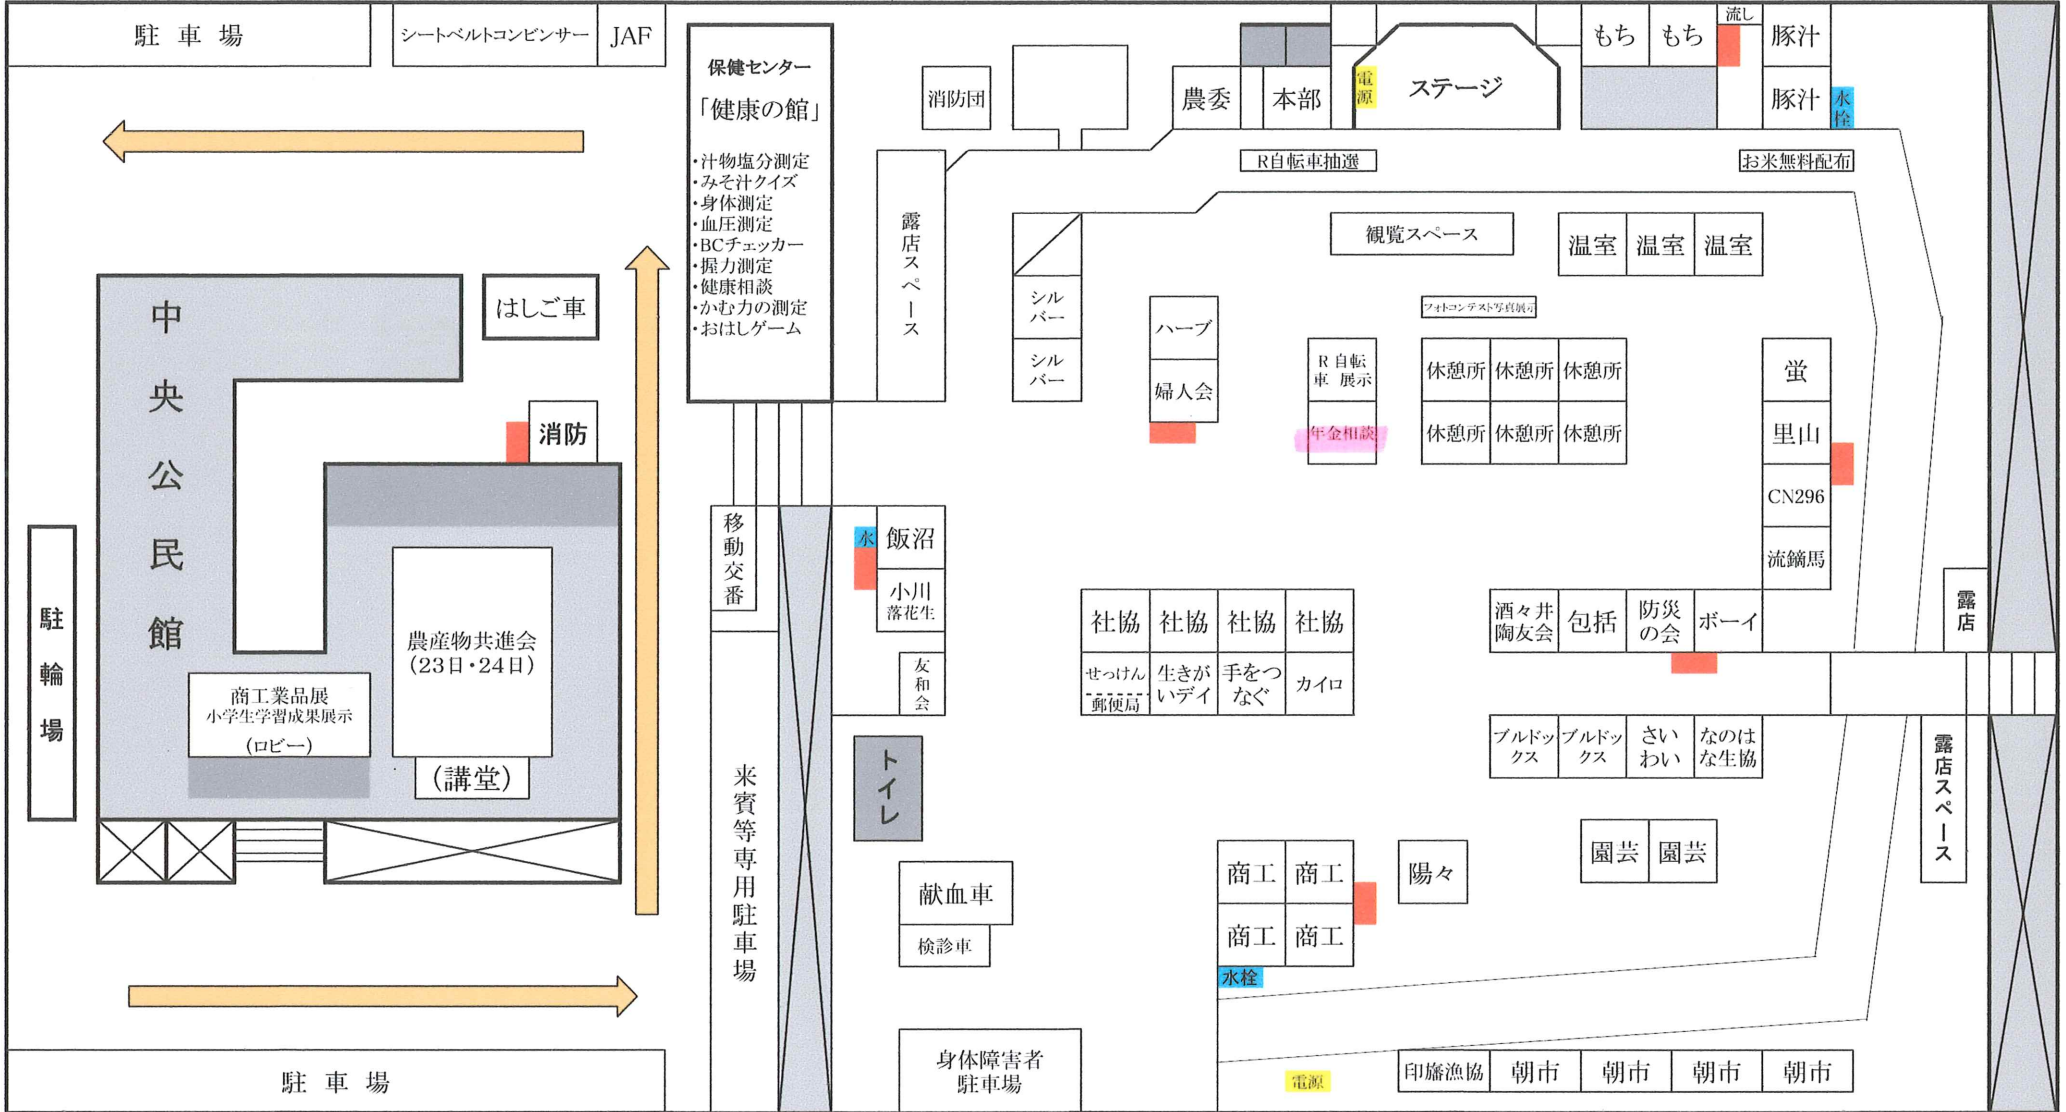 駐車場
シートベルトコンビンサー
JAF
保健センター
「健康の館」
・汁物塩分測定
・みそ汁クイズ
・身体測定
・血圧測定
・BCチェッカー
・握力測定
・健康相談
・かむ力の測定
・おはしゲーム
消防団
農委
本部
電源
ステージ
もち
もち
流し
豚汁
豚汁
水栓
R自転車抽選
お米無料配布
露店スペース
観覧スペース
温室
温室
温室
シルバー
シルバー
ハーブ
婦人会
フォトコンテスト写真展示
R 自転
車 展示
年金相談
休憩所
休憩所
休憩所
休憩所
休憩所
休憩所
蛍
里山
CN296
流鏑馬
中央公民館
はしご車
消防
駐輪場
農産物共進会
(23日・24日)
(講堂)
商工業品展
小学生学習成果展示
(ロビー)
移動交番
水
飯沼
小川
落花生
友和会
社協
社協
社協
社協
せっけん
郵便局
生きが
いデイ
手をつ
なぐ
カイロ
酒々井
陶友会
包括
防災
の会
ボーイ
露店
ブルドッ
クス
ブルドッ
クス
さい
わい
なのは
な生協
露店スペース
来賓等専用駐車場
トイレ
献血車
検診車
商工
商工
商工
商工
水栓
陽々
園芸
園芸
駐車場
身体障害者
駐車場
電源
印旛漁協
朝市
朝市
朝市
朝市